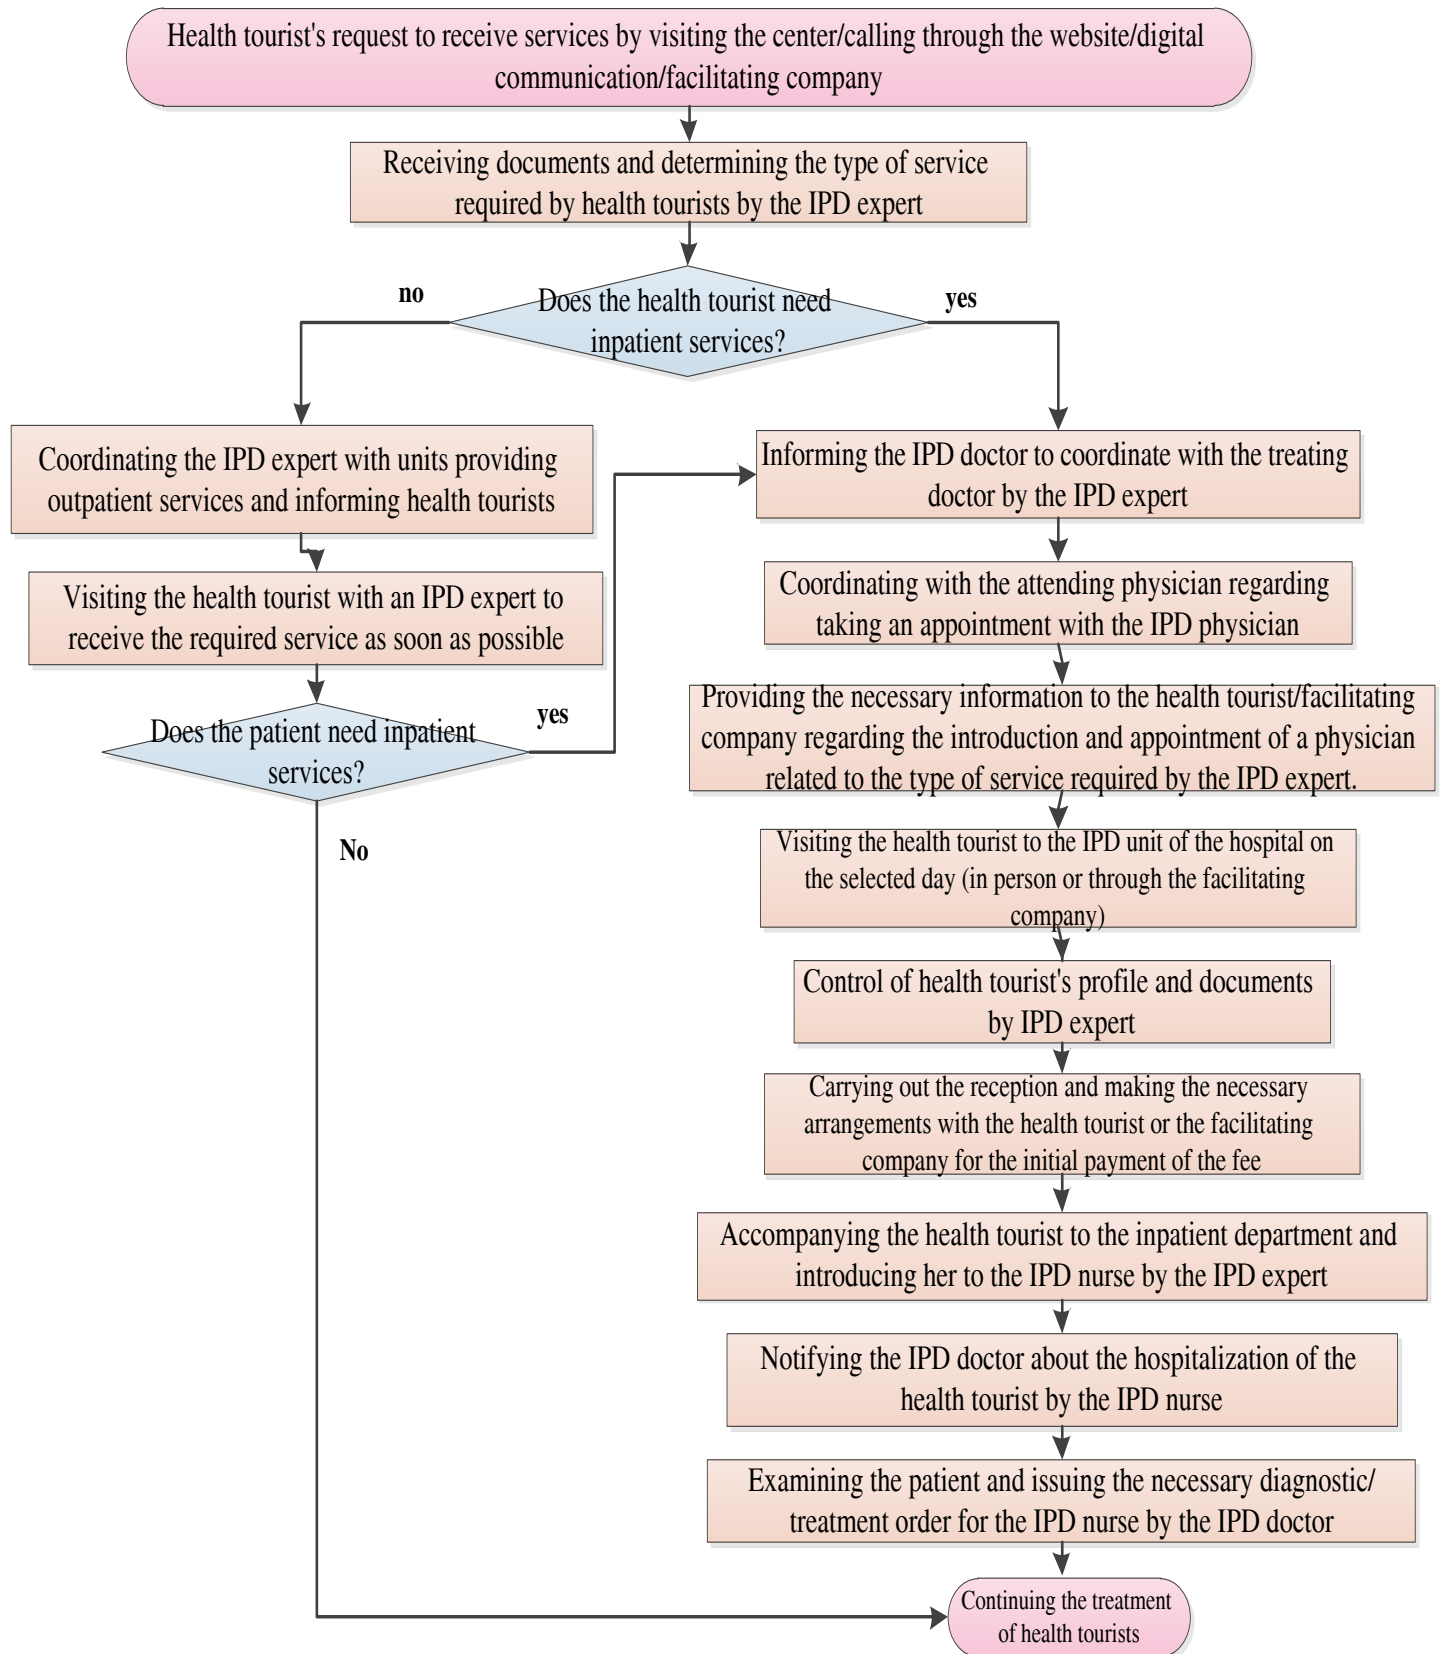 Health tourist's request to receive services by visiting the center/calling through the website/digital
communication/facilitating company
Receiving documents and determining the type of service
required by health tourists by the IPD expert
no
Does the health tourist need
inpatient services?
yes
Coordinating the IPD expert with units providing
outpatient services and informing health tourists
Visiting the health tourist with an IPD expert to
receive the required service as soon as possible
Does the patient need inpatient
services?
yes
No
Informing the IPD doctor to coordinate with the treating
doctor by the IPD expert
Coordinating with the attending physician regarding
taking an appointment with the IPD physician
Providing the necessary information to the health tourist/facilitating
company regarding the introduction and appointment of a physician
related to the type of service required by the IPD expert.
Visiting the health tourist to the IPD unit of the hospital on
the selected day (in person or through the facilitating
company)
Control of health tourist's profile and documents
by IPD expert
Carrying out the reception and making the necessary
arrangements with the health tourist or the facilitating
company for the initial payment of the fee
Accompanying the health tourist to the inpatient department and
introducing her to the IPD nurse by the IPD expert
Notifying the IPD doctor about the hospitalization of the
health tourist by the IPD nurse
Examining the patient and issuing the necessary diagnostic/
treatment order for the IPD nurse by the IPD doctor
Continuing the treatment
of health tourists